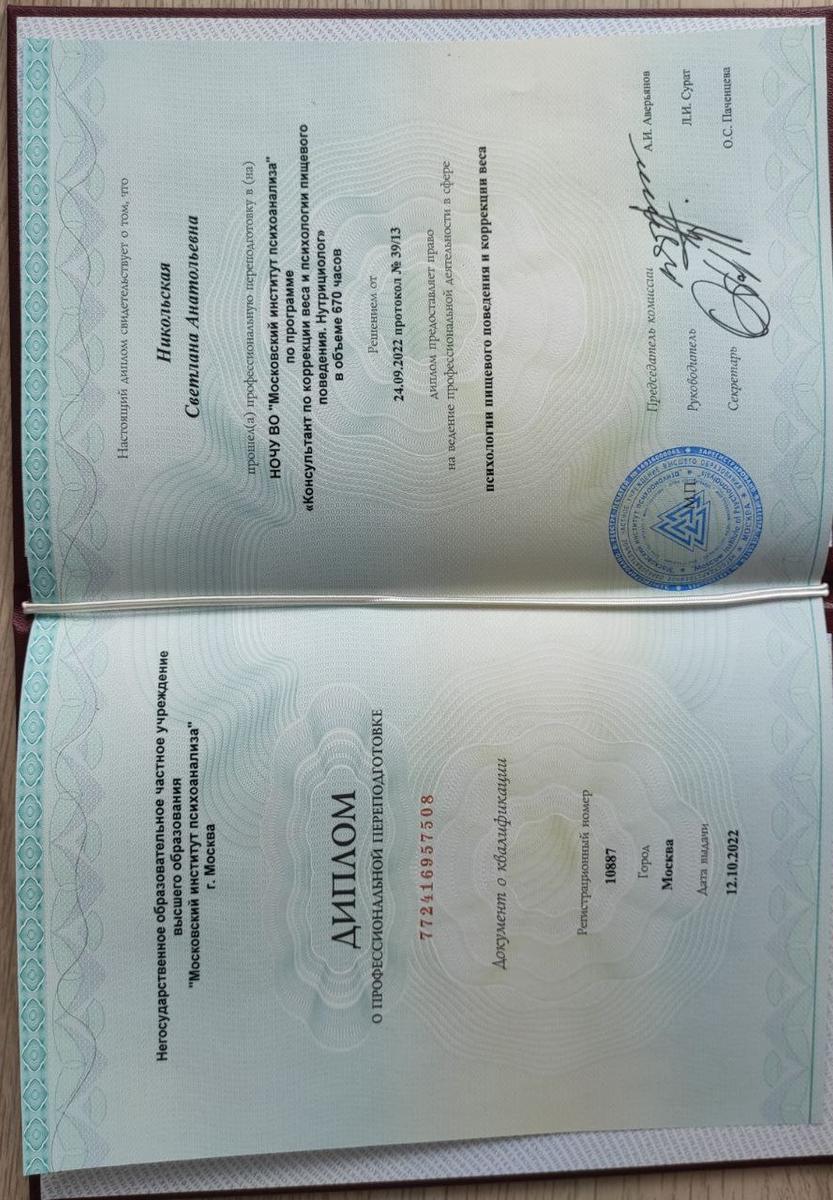 Негосударственное образовательное частное учреждение
высшего образования
"Московский институт психоанализа"
г. Москва
ДИПЛОМ
О ПРОФЕССИОНАЛЬНОЙ ПЕРЕПОДГОТОВКЕ
772416957508
Документ о квалификации
Регистрационный номер
10887
Город
Москва
Дата выдачи
12.10.2022
Настоящий диплом свидетельствует о том, что
Никольская
Светлана Анатольевна
прошел(а) профессиональную переподготовку в (на)
НОЧУ ВО "Московский институт психоанализа"
по программе
«Консультант по коррекции веса и психологии пищевого
поведения. Нутрициолог»
в объеме 670 часов
Решением от
24.09.2022 протокол № 39/13
диплом предоставляет право
на ведение профессиональной деятельности в сфере
психологии пищевого поведения и коррекции веса
Председатель комиссии А.И. Аверьянов
Руководитель Л.И. Сурат
Секретарь О.С. Паченцева
М.П.